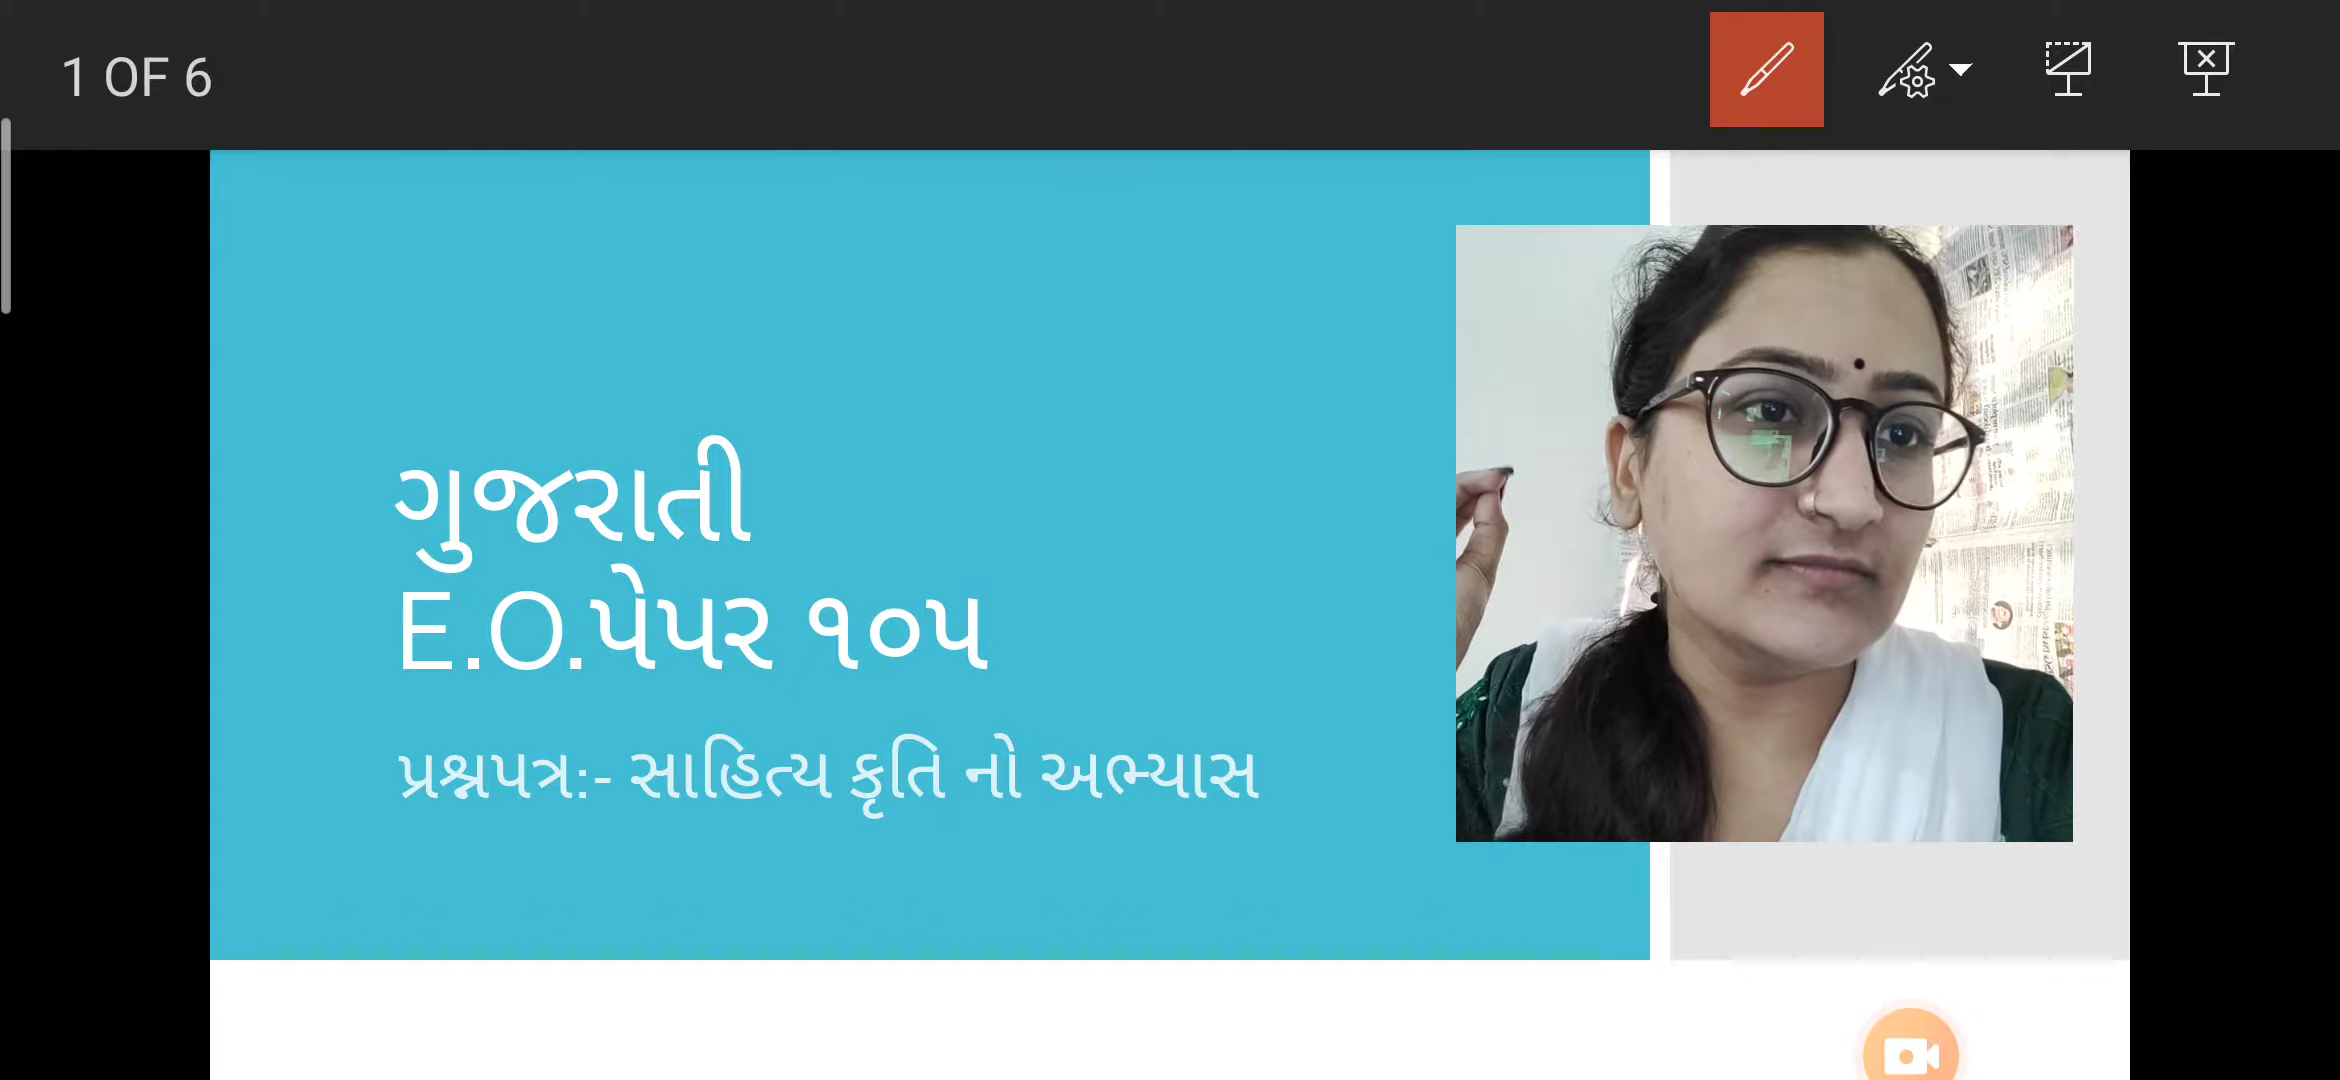 1 OF 6
ગુજરાતી
E.O.પેપર ૧૦૫
પ્રશ્નપત્ર:- સાહિત્ય કૃતિ નો અભ્યાસ